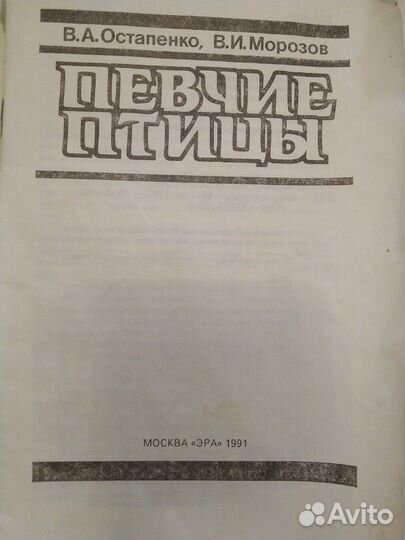 В.А.Остапенко, В.И.Морозов
ПЕВЧИЕ
ПТИЦЫ
МОСКВА «ЭРА» 1991
Avito